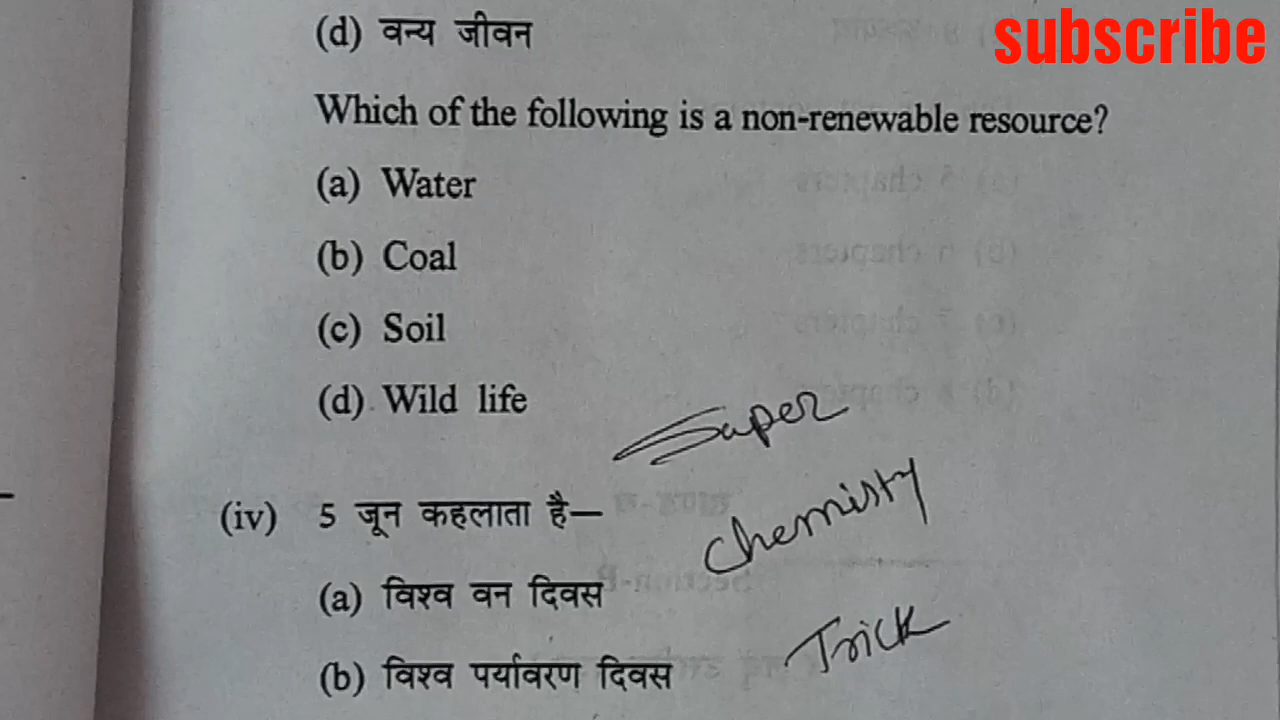 subscribe
(d) वन्य जीवन
Which of the following is a non-renewable resource?
(a) Water
(b) Coal
(c) Soil
(d) Wild life
Super
(iv) 5 जून कहलाता है—
Chemisty
(a) विश्व वन दिवस
Trick
(b) विश्व पर्यावरण दिवस